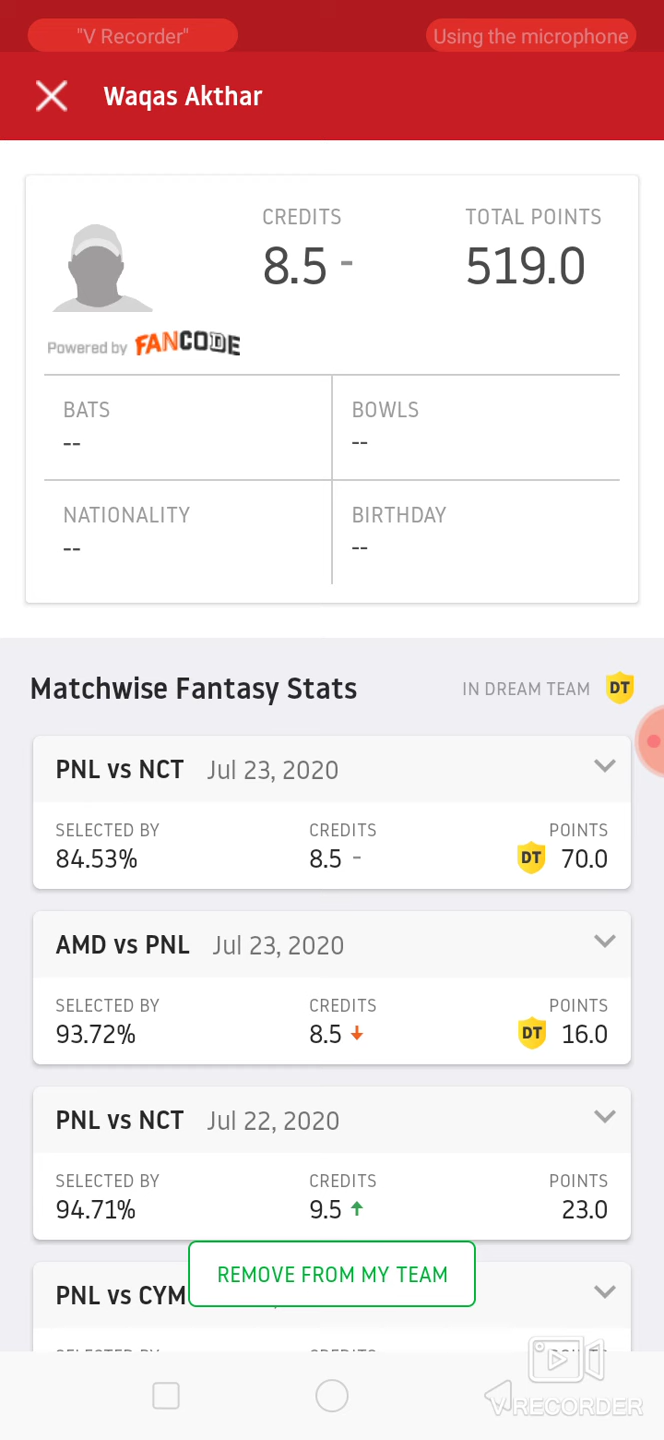 "V Recorder" Using the microphone
Waqas Akthar
CREDITS TOTAL POINTS
8.5 - 519.0
Powered by FANCODE
BATS BOWLS
-- --
NATIONALITY BIRTHDAY
-- --
Matchwise Fantasy Stats IN DREAM TEAM DT
PNL vs NCT Jul 23, 2020
SELECTED BY CREDITS POINTS
84.53% 8.5 - DT 70.0
AMD vs PNL Jul 23, 2020
SELECTED BY CREDITS POINTS
93.72% 8.5 DT 16.0
PNL vs NCT Jul 22, 2020
SELECTED BY CREDITS POINTS
94.71% 9.5 23.0
REMOVE FROM MY TEAM
PNL vs CYM
VRECORDER